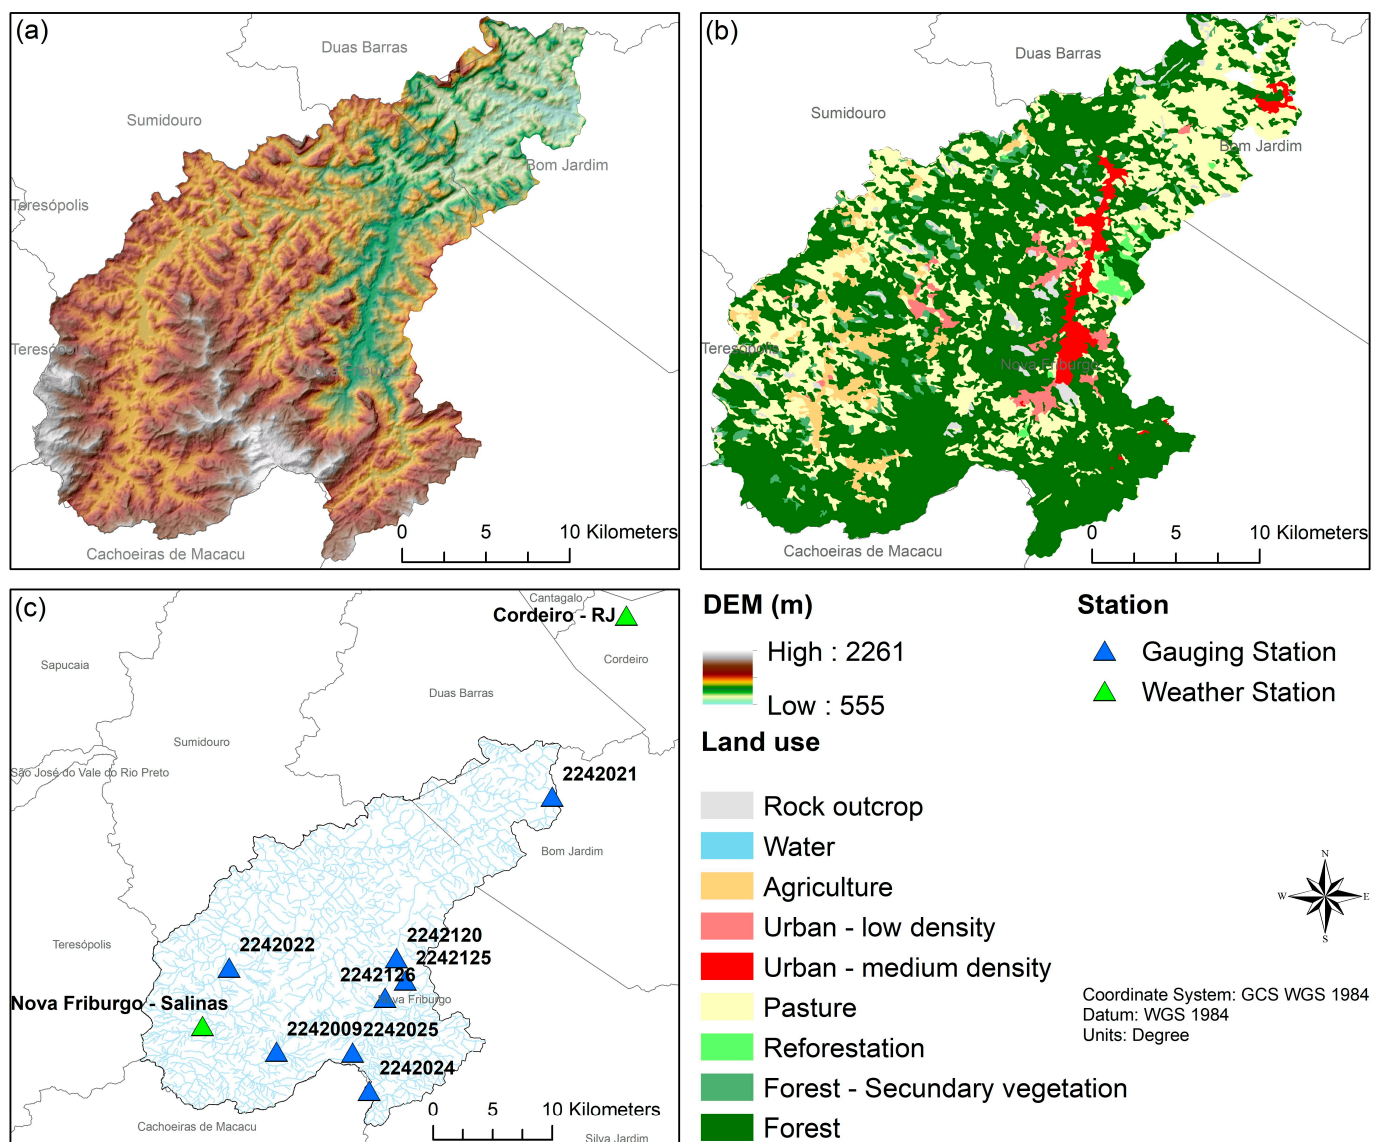 (a)
Duas Barras
Sumidouro
Bom Jardim
Teresópolis
Teresópolis
Nova Friburgo
0 5 10 Kilometers
Cachoeiras de Macacu
(b)
Duas Barras
Sumidouro
Bom Jardim
Teresópolis
Nova Friburgo
0 5 10 Kilometers
Cachoeiras de Macacu
(c)
Cantagalo
Cordeiro - RJ
Cordeiro
Sapucaia
Duas Barras
Sumidouro
São José do Vale do Rio Preto
2242021
Bom Jardim
2242120
Teresópolis
2242022
2242125
2242126
Nova Friburgo
Nova Friburgo - Salinas
2242009
2242025
2242024
0 5 10 Kilometers
Cachoeiras de Macacu
Silva Jardim
DEM (m)
High : 2261
Low : 555
Station
Gauging Station
Weather Station
Land use
Rock outcrop
Water
Agriculture
Urban - low density
Urban - medium density
Pasture
Reforestation
Forest - Secundary vegetation
Forest
N
W E
S
Coordinate System: GCS WGS 1984
Datum: WGS 1984
Units: Degree